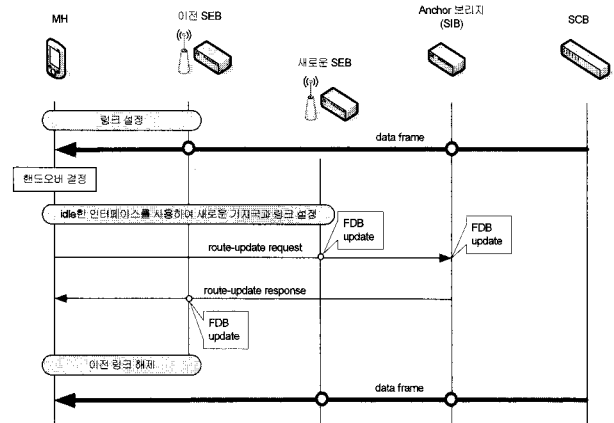 MH
이전 SEB
Anchor 브리지
(SIB)
SCB
새로운 SEB
링크 설정
data frame
핸드오버 결정
idle한 인터페이스를 사용하여 새로운 기지국과 링크 설정
FDB
update
FDB
update
route-update request
route-update response
FDB
update
이전 링크 해제
data frame